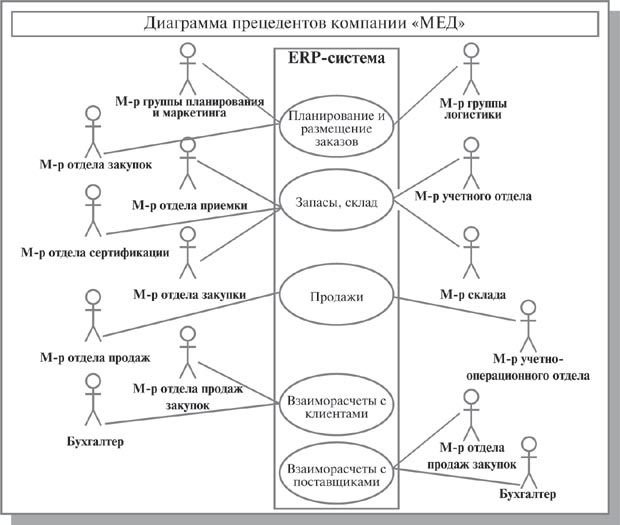 Диаграмма прецедентов компании «МЕД»
ERP-система
М-р группы планирования
и маркетинга
М-р группы
логистики
Планирование и
размещение
заказов
М-р отдела закупок
М-р отдела приемки
Запасы, склад
М-р учетного отдела
М-р отдела сертификации
М-р отдела закупки
Продажи
М-р склада
М-р отдела продаж
М-р учетно-
операционного отдела
М-р отдела продаж
закупок
Взаиморасчеты с
клиентами
Бухгалтер
М-р отдела
продаж закупок
Взаиморасчеты с
поставщиками
Бухгалтер